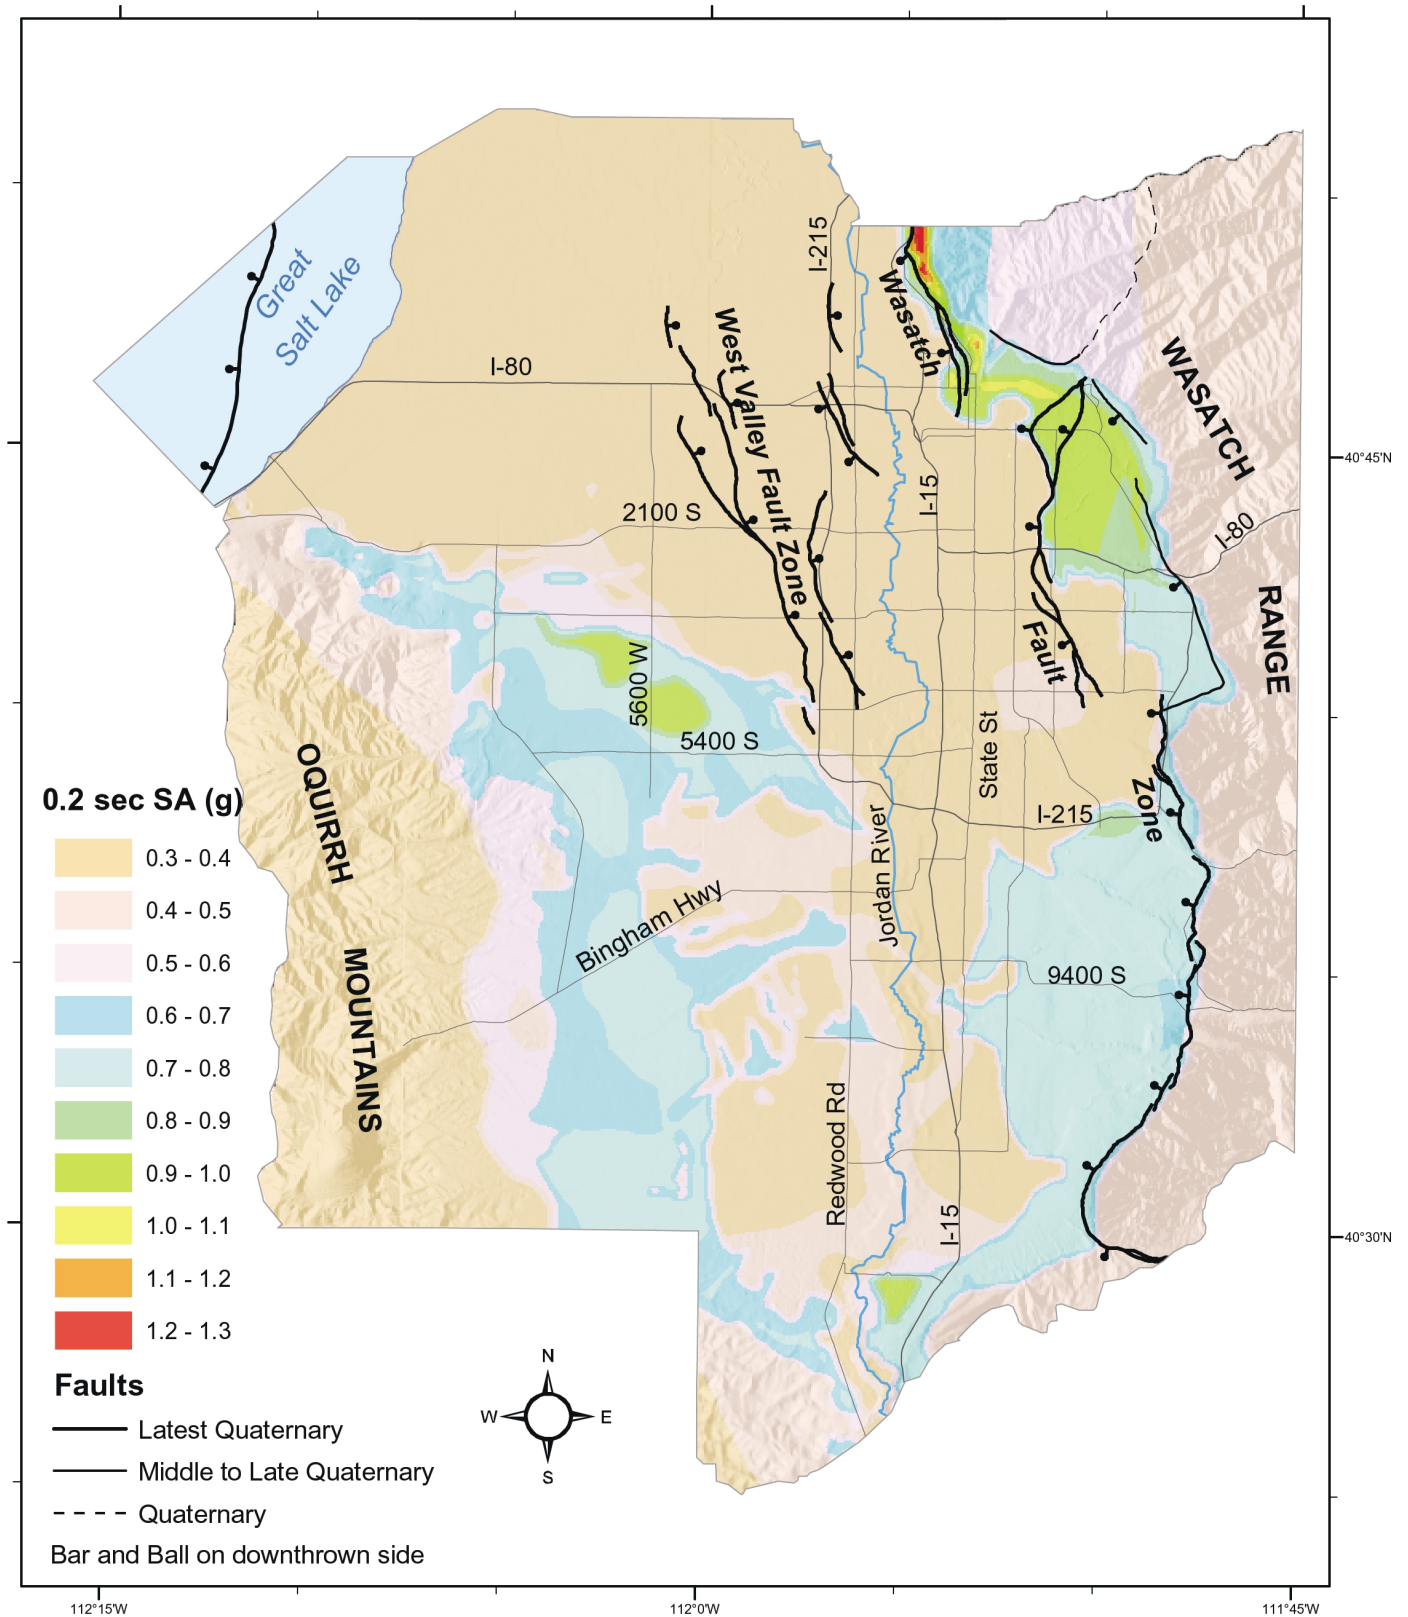 I-215
Great
Salt Lake
Wasatch
West Valley Fault Zone
I-80
WASATCH
40°45'N
I-15
2100 S
I-80
RANGE
Fault
5600 W
5400 S
State St
OQUIRRH
Zone
0.2 sec SA (g)
I-215
Jordan River
0.3 - 0.4
0.4 - 0.5
Bingham Hwy
0.5 - 0.6
MOUNTAINS
9400 S
0.6 - 0.7
0.7 - 0.8
0.8 - 0.9
Redwood Rd
0.9 - 1.0
I-15
1.0 - 1.1
40°30'N
1.1 - 1.2
1.2 - 1.3
Faults
N
W
E
S
Latest Quaternary
Middle to Late Quaternary
Quaternary
Bar and Ball on downthrown side
112°15'W
112°0'W
111°45'W